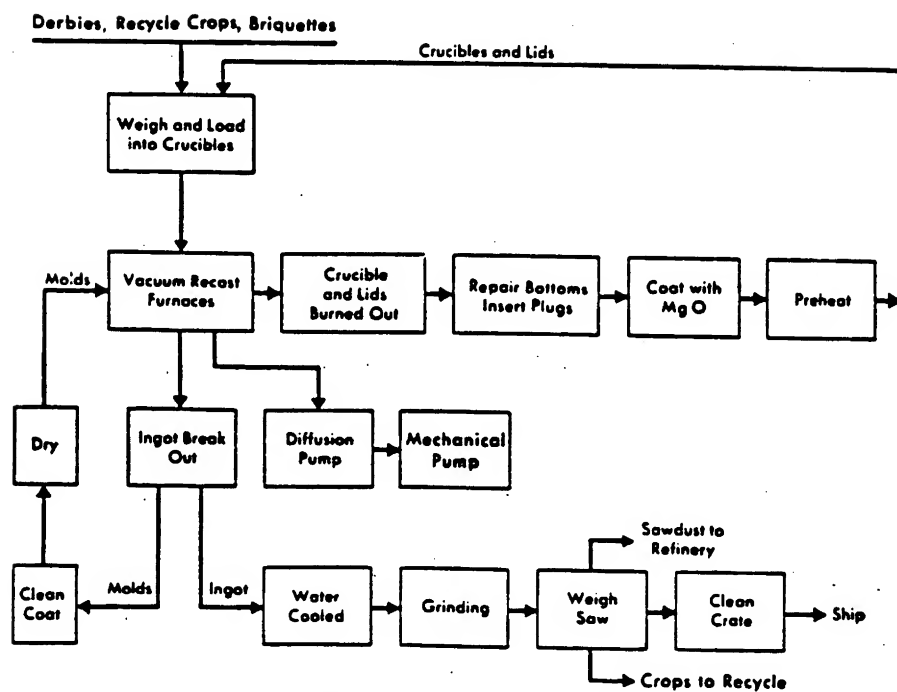 Derbies, Recycle Crops, Briquettes
Crucibles and Lids
Weigh and Load
into Crucibles
Molds
Vacuum Recast
Furnaces
Crucible
and Lids
Burned Out
Repair Bottoms
Insert Plugs
Coat with
Mg O
Preheat
Dry
Ingot Break
Out
Diffusion
Pump
Mechanical
Pump
Sawdust to
Refinery
Clean
Coat
Molds
Ingot
Water
Cooled
Grinding
Weigh
Saw
Clean
Crate
Ship
Crops to Recycle